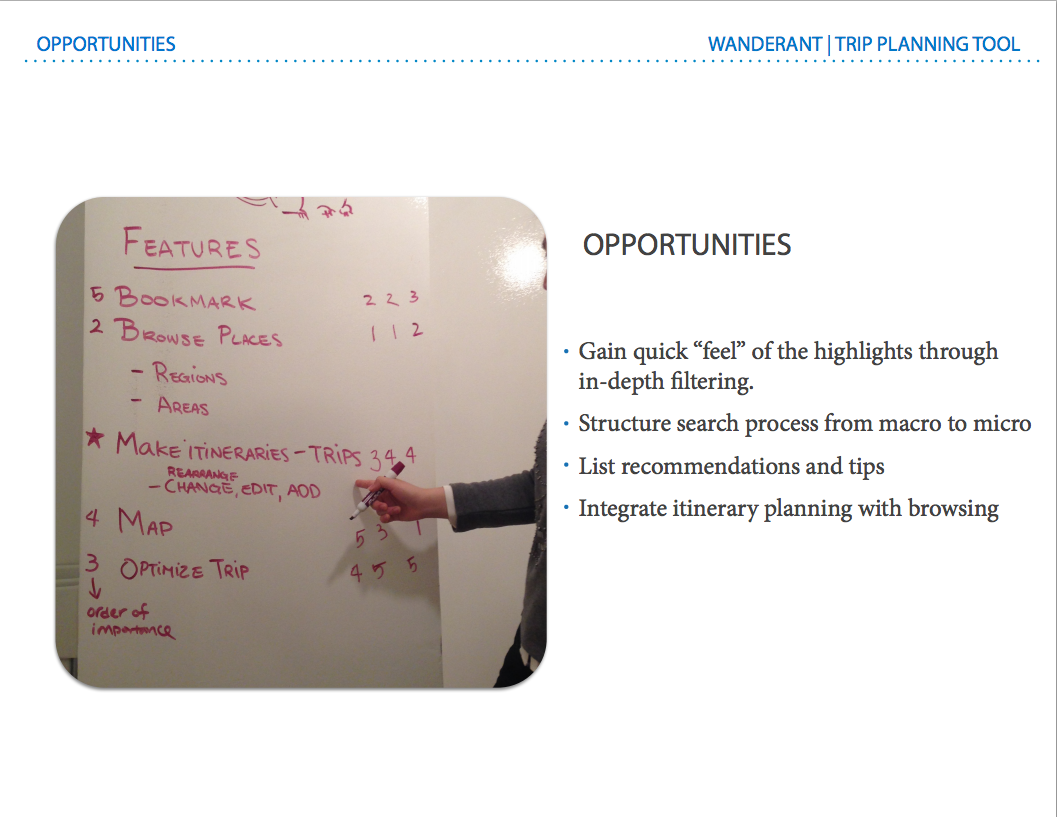 OPPORTUNITIES
WANDERANT | TRIP PLANNING TOOL
FEATURES
5 BOOKMARK 2 2 3
2 BROWSE PLACES 1 1 2
- REGIONS
- AREAS
★ MAKE ITINERARIES - TRIPS 3 4 4
REARRANGE
- CHANGE, EDIT, ADD
4 MAP 5 3 1
3 OPTIMIZE TRIP 4 5 5
↓
order of
importance
OPPORTUNITIES
• Gain quick “feel” of the highlights through
in-depth filtering.
• Structure search process from macro to micro
• List recommendations and tips
• Integrate itinerary planning with browsing